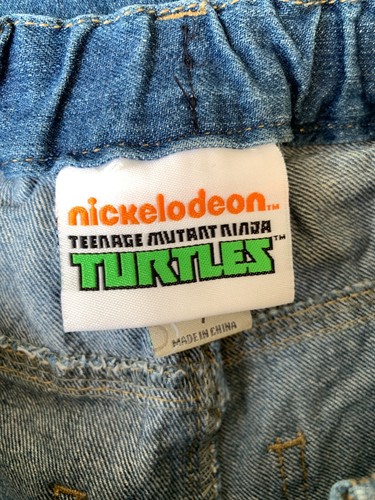 nickelodeon™
TEENAGE MUTANT NINJA
TURTLES™
MADE IN CHINA